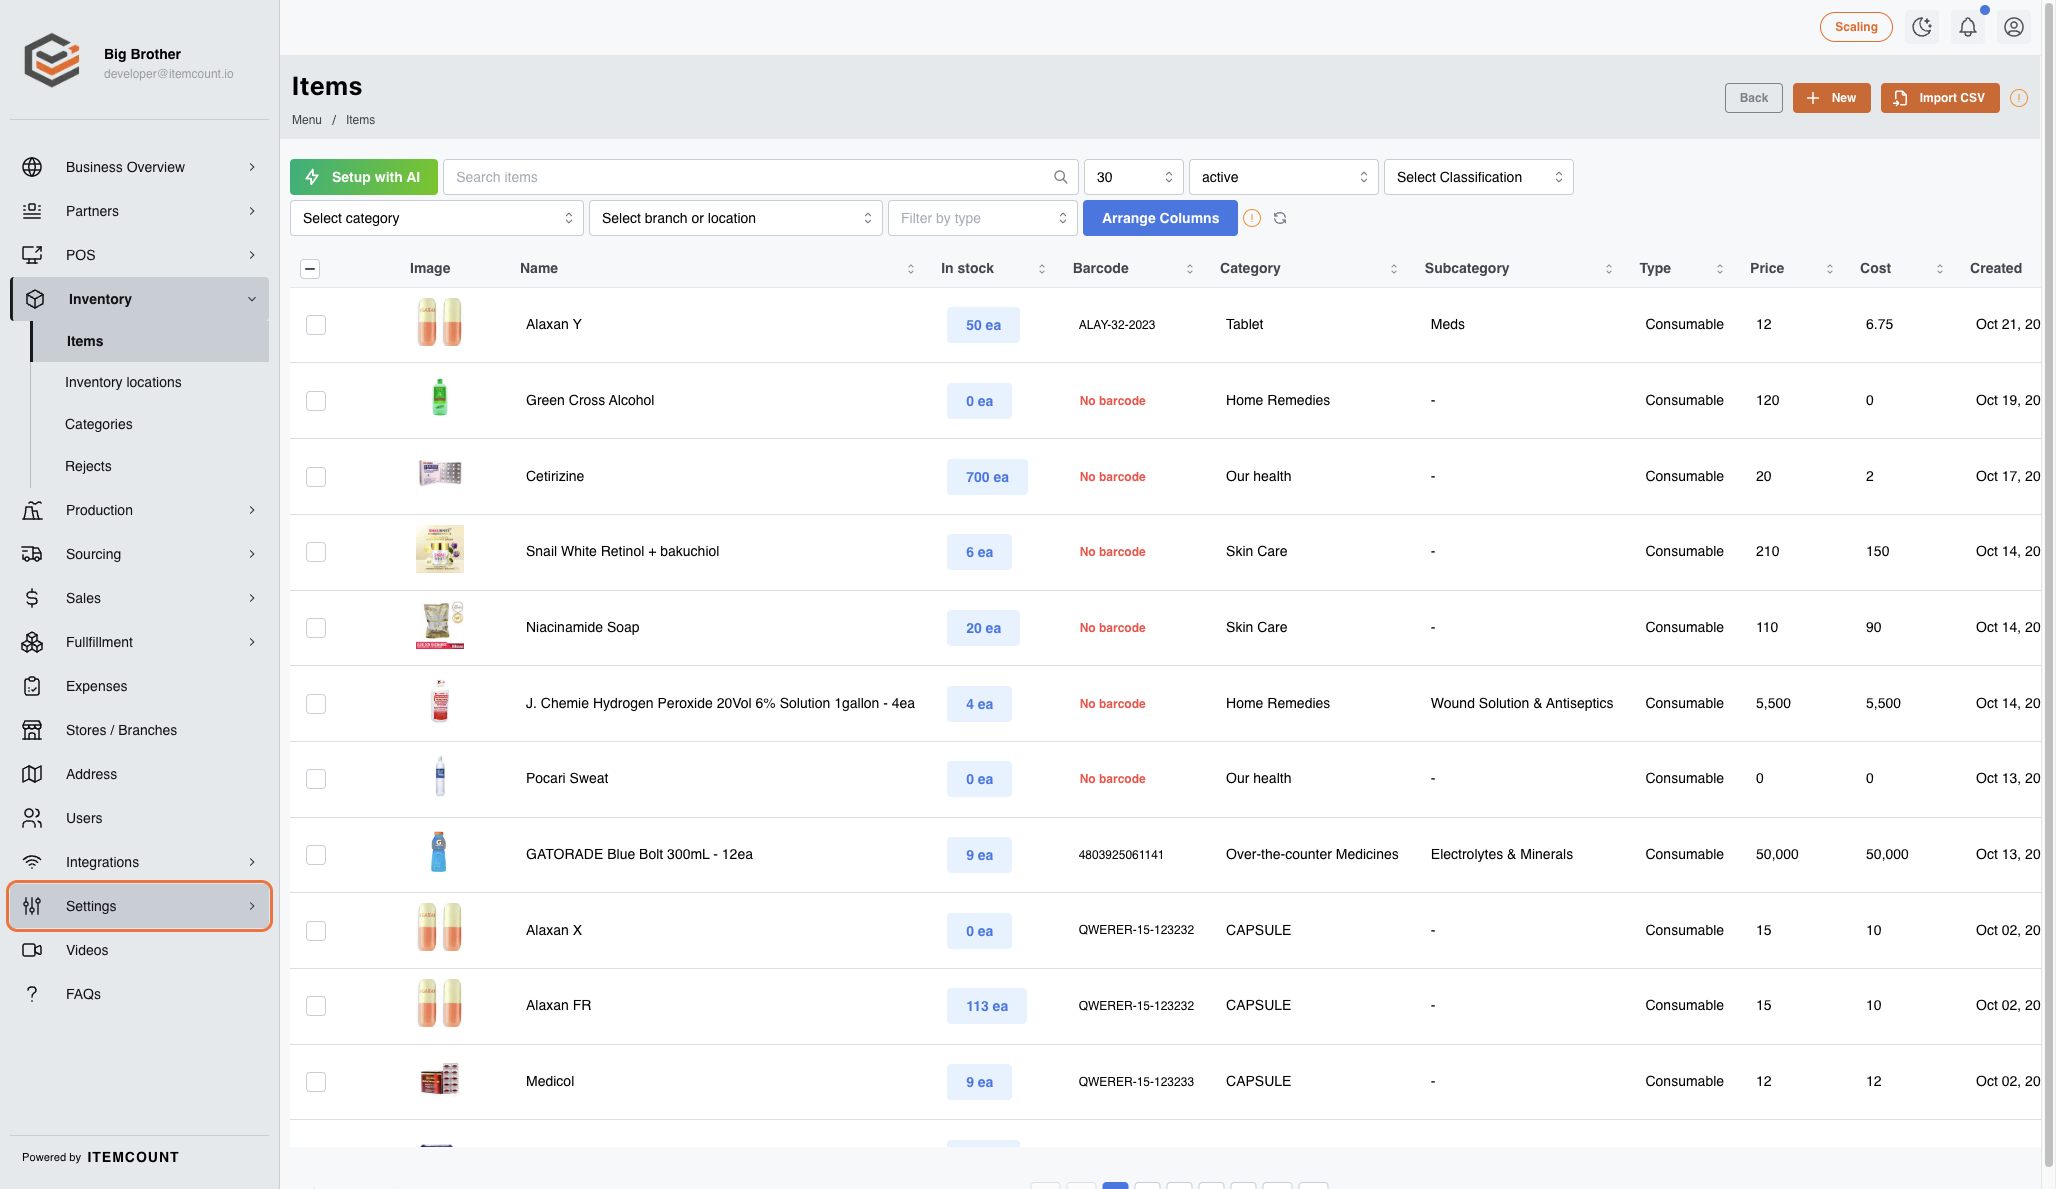 Big Brother
developer@itemcount.io
Business Overview
Partners
POS
Inventory
Items
Inventory locations
Categories
Rejects
Production
Sourcing
Sales
Fullfillment
Expenses
Stores / Branches
Address
Users
Integrations
Settings
Videos
FAQs
Powered by ITEMCOUNT
Scaling
Items
Menu / Items
Back
New
Import CSV
Setup with AI
Search items
30
active
Select Classification
Select category
Select branch or location
Filter by type
Arrange Columns
Image Name In stock Barcode Category Subcategory Type Price Cost Created
Alaxan Y 50 ea ALAY-32-2023 Tablet Meds Consumable 12 6.75 Oct 21, 20
Green Cross Alcohol 0 ea No barcode Home Remedies - Consumable 120 0 Oct 19, 20
Cetirizine 700 ea No barcode Our health - Consumable 20 2 Oct 17, 20
Snail White Retinol + bakuchiol 6 ea No barcode Skin Care - Consumable 210 150 Oct 14, 20
Niacinamide Soap 20 ea No barcode Skin Care - Consumable 110 90 Oct 14, 20
J. Chemie Hydrogen Peroxide 20Vol 6% Solution 1gallon - 4ea 4 ea No barcode Home Remedies Wound Solution & Antiseptics Consumable 5,500 5,500 Oct 14, 20
Pocari Sweat 0 ea No barcode Our health - Consumable 0 0 Oct 13, 20
GATORADE Blue Bolt 300mL - 12ea 9 ea 4803925061141 Over-the-counter Medicines Electrolytes & Minerals Consumable 50,000 50,000 Oct 13, 20
Alaxan X 0 ea QWERER-15-123232 CAPSULE - Consumable 15 10 Oct 02, 20
Alaxan FR 113 ea QWERER-15-123232 CAPSULE - Consumable 15 10 Oct 02, 20
Medicol 9 ea QWERER-15-123233 CAPSULE - Consumable 12 12 Oct 02, 20